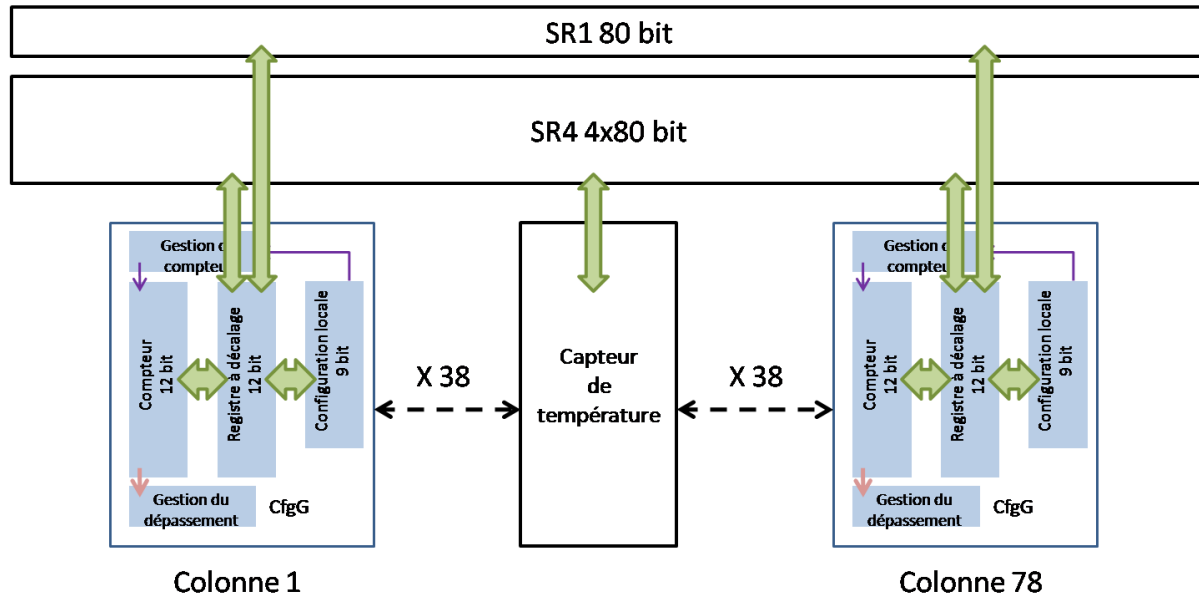 SR1 80 bit
SR4 4x80 bit
Gestion d
compteu
Compteur
12 bit
Registre à décalage
12 bit
Configuration locale
9 bit
Gestion du
dépassement
CfgG
X 38
Capteur
de
température
X 38
Gestion d
compteu
Compteur
12 bit
Registre à décalage
12 bit
Configuration locale
9 bit
Gestion du
dépassement
CfgG
Colonne 1
Colonne 78